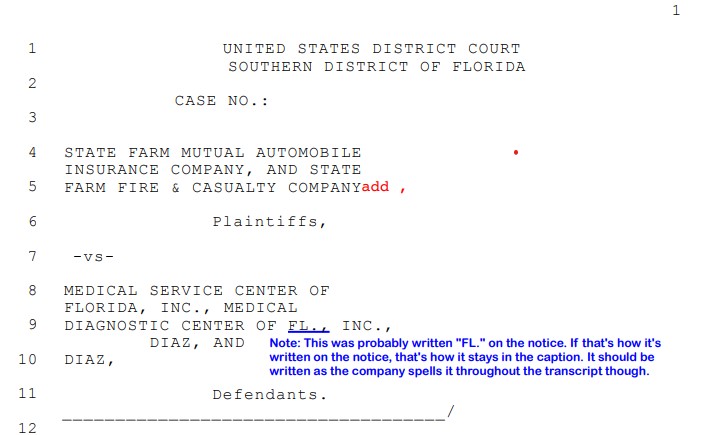 1
1 UNITED STATES DISTRICT COURT
SOUTHERN DISTRICT OF FLORIDA
2
CASE NO.:
3
4 STATE FARM MUTUAL AUTOMOBILE
INSURANCE COMPANY, AND STATE
5 FARM FIRE & CASUALTY COMPANYadd ,
6 Plaintiffs,
7 -vs-
8 MEDICAL SERVICE CENTER OF
FLORIDA, INC., MEDICAL
9 DIAGNOSTIC CENTER OF FL., INC.,
DIAZ, AND
10 DIAZ,
Note: This was probably written "FL." on the notice. If that's how it's
written on the notice, that's how it stays in the caption. It should be
written as the company spells it throughout the transcript though.
11 Defendants.
____________________________________/
12